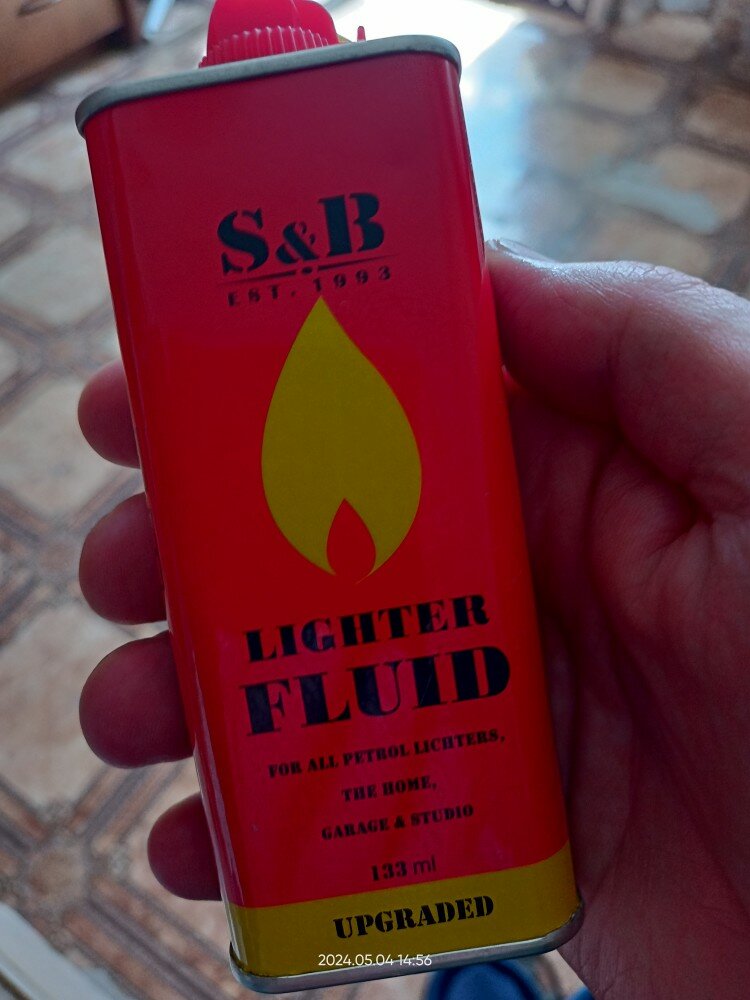 S&B
EST. 1993
LIGHTER
FLUID
FOR ALL PETROL LICHTERS,
THE HOME,
GARAGE & STUDIO
133 ml
UPGRADED
2024.05.04 14:56